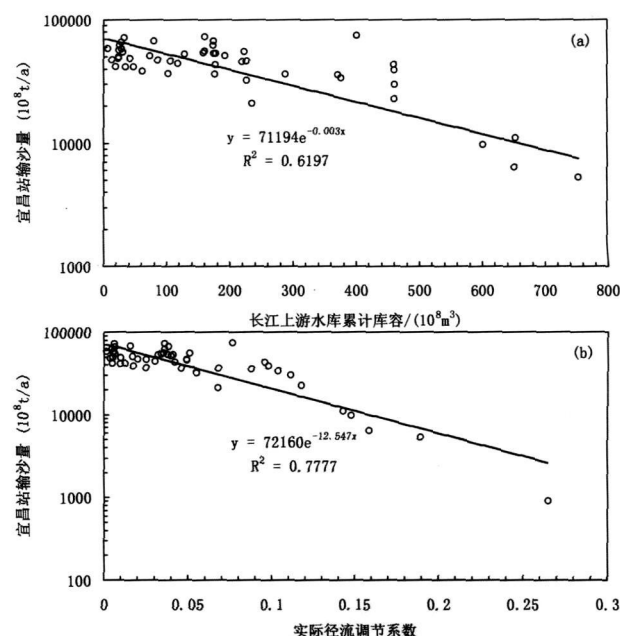 (a)
100000
10000
1000
宜昌站输沙量 (10⁸t/a)
y = 71194e^{-0.003x}
R² = 0.6197
0 100 200 300 400 500 600 700 800
长江上游水库累计库容/(10⁸m³)
(b)
100000
10000
1000
100
宜昌站输沙量 (10⁸t/a)
y = 72160e^{-12.547x}
R² = 0.7777
0 0.05 0.1 0.15 0.2 0.25 0.3
实际径流调节系数